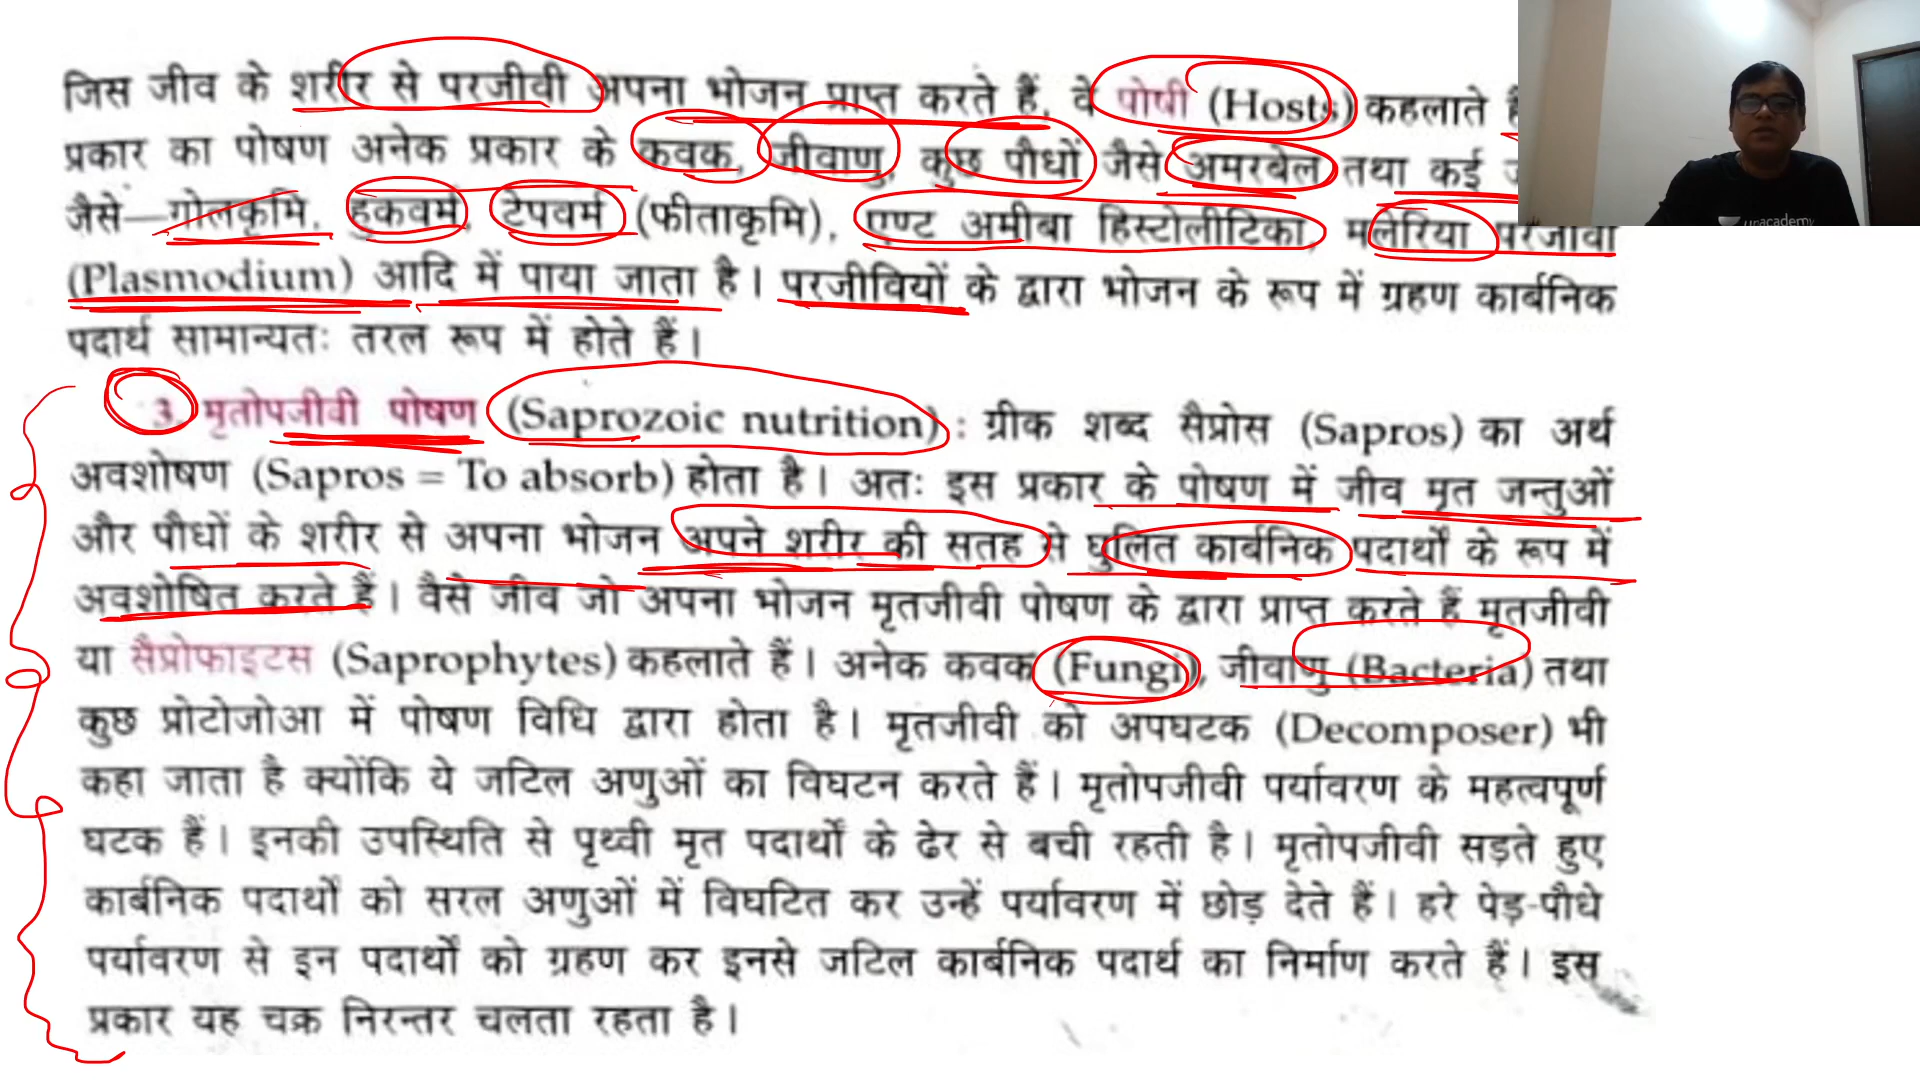 जिस जीव के शरीर से परजीवी अपना भोजन प्राप्त करते हैं, वे पोषी (Hosts) कहलाते
प्रकार का पोषण अनेक प्रकार के कवक, जीवाणु, कुछ पौधों जैसे अमरबेल तथा कई
जैसे—गोलकृमि, हुकवर्म, टेपवर्म (फीताकृमि), एण्ट अमीबा हिस्टोलीटिका, मलेरिया परजीवी
(Plasmodium) आदि में पाया जाता है। परजीवियों के द्वारा भोजन के रूप में ग्रहण कार्बनिक
पदार्थ सामान्यतः तरल रूप में होते हैं।
3. मृतोपजीवी पोषण (Saprozoic nutrition) : ग्रीक शब्द सैप्रोस (Sapros) का अर्थ
अवशोषण (Sapros = To absorb) होता है। अतः इस प्रकार के पोषण में जीव मृत जन्तुओं
और पौधों के शरीर से अपना भोजन अपने शरीर की सतह से घुलित कार्बनिक पदार्थों के रूप में
अवशोषित करते हैं। वैसे जीव जो अपना भोजन मृतजीवी पोषण के द्वारा प्राप्त करते हैं मृतजीवी
या सैप्रोफाइटस (Saprophytes) कहलाते हैं। अनेक कवक (Fungi), जीवाणु (Bacteria) तथा
कुछ प्रोटोजोआ में पोषण विधि द्वारा होता है। मृतजीवी को अपघटक (Decomposer) भी
कहा जाता है क्योंकि ये जटिल अणुओं का विघटन करते हैं। मृतोपजीवी पर्यावरण के महत्वपूर्ण
घटक हैं। इनकी उपस्थिति से पृथ्वी मृत पदार्थों के ढेर से बची रहती है। मृतोपजीवी सड़ते हुए
कार्बनिक पदार्थों को सरल अणुओं में विघटित कर उन्हें पर्यावरण में छोड़ देते हैं। हरे पेड़-पौधे
पर्यावरण से इन पदार्थों को ग्रहण कर इनसे जटिल कार्बनिक पदार्थ का निर्माण करते हैं। इस
प्रकार यह चक्र निरन्तर चलता रहता है।
unacademy